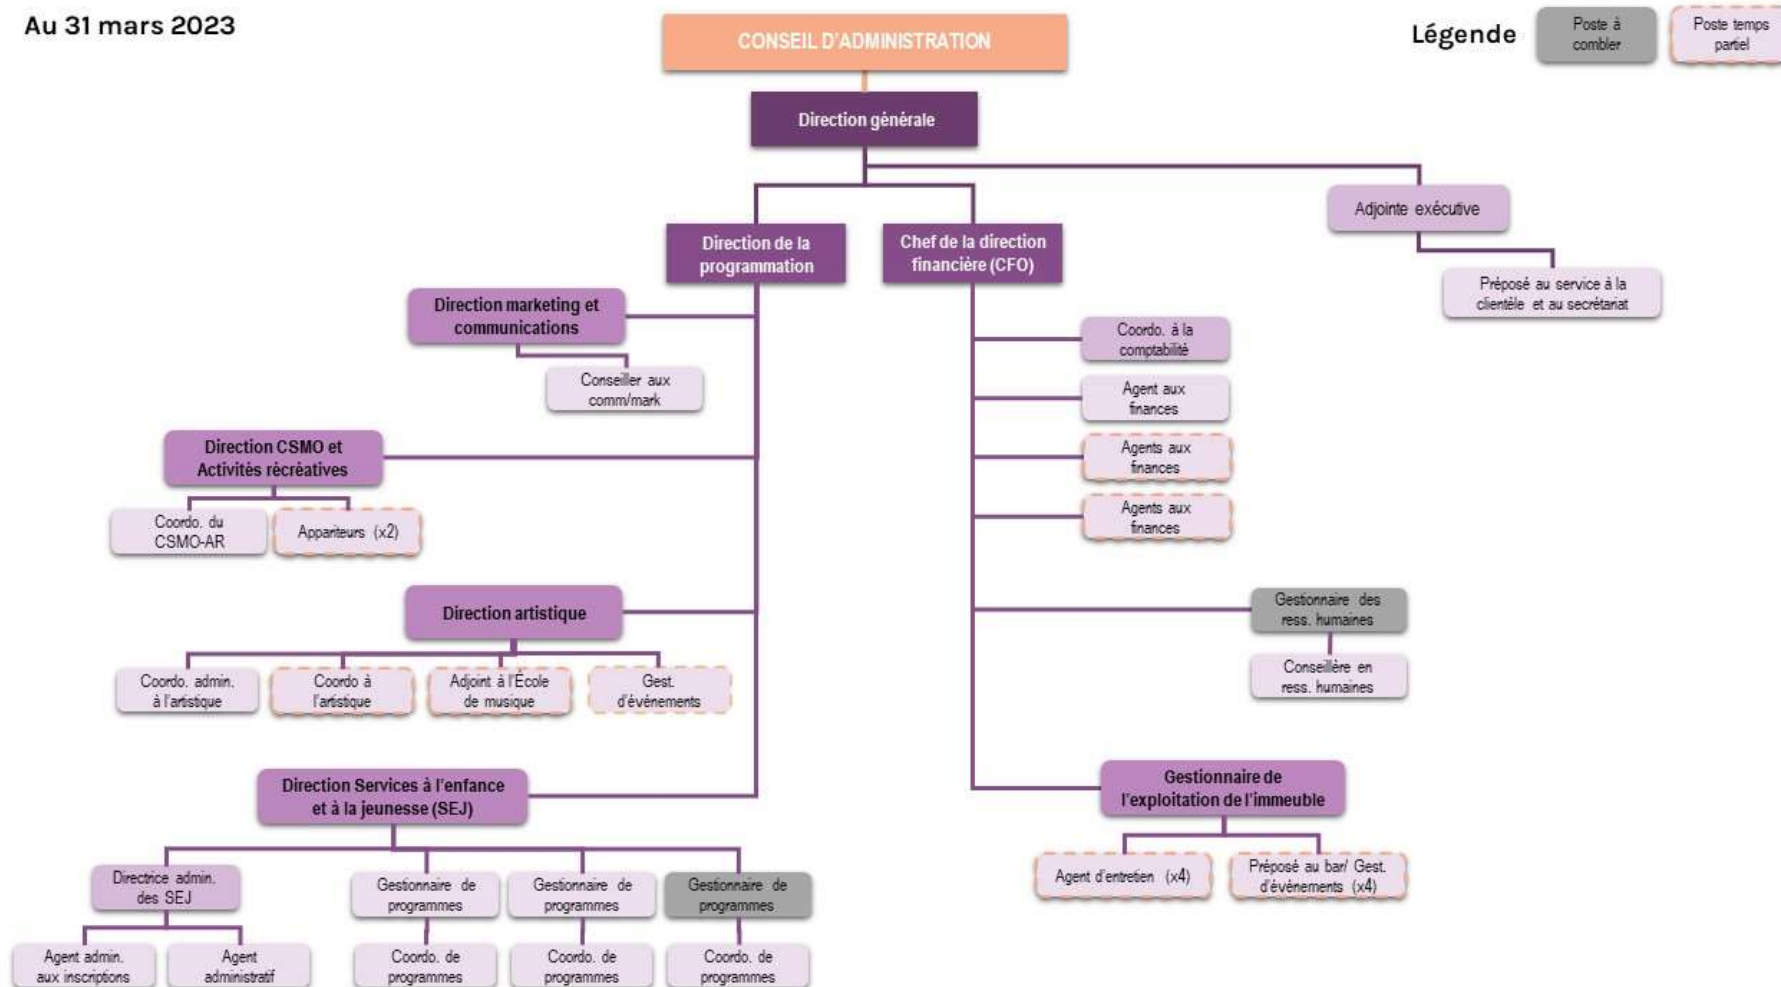 Au 31 mars 2023
CONSEIL D'ADMINISTRATION
Légende
Poste à
combler
Poste temps
partiel
Direction générale
Adjointe exécutive
Préposé au service à la
clientèle et au secrétariat
Direction de la
programmation
Chef de la direction
financière (CFO)
Direction marketing et
communications
Conseiller aux
comm/mark
Coordo. à la
comptabilité
Agent aux
finances
Agents aux
finances
Agents aux
finances
Direction CSMO et
Activités récréatives
Coordo. du
CSMO-AR
Appariteurs (x2)
Direction artistique
Coordo. admin.
à l'artistique
Coordo à
l'artistique
Adjoint à l'École
de musique
Gest.
d'évènements
Gestionnaire des
ress. humaines
Conseillère en
ress. humaines
Direction Services à l'enfance
et à la jeunesse (SEJ)
Gestionnaire de
l'exploitation de l'immeuble
Agent d'entretien (x4)
Préposé au bar/ Gest.
d'évènements (x4)
Directrice admin.
des SEJ
Gestionnaire de
programmes
Gestionnaire de
programmes
Gestionnaire de
programmes
Agent admin.
aux inscriptions
Agent
administratif
Coordo. de
programmes
Coordo. de
programmes
Coordo. de
programmes